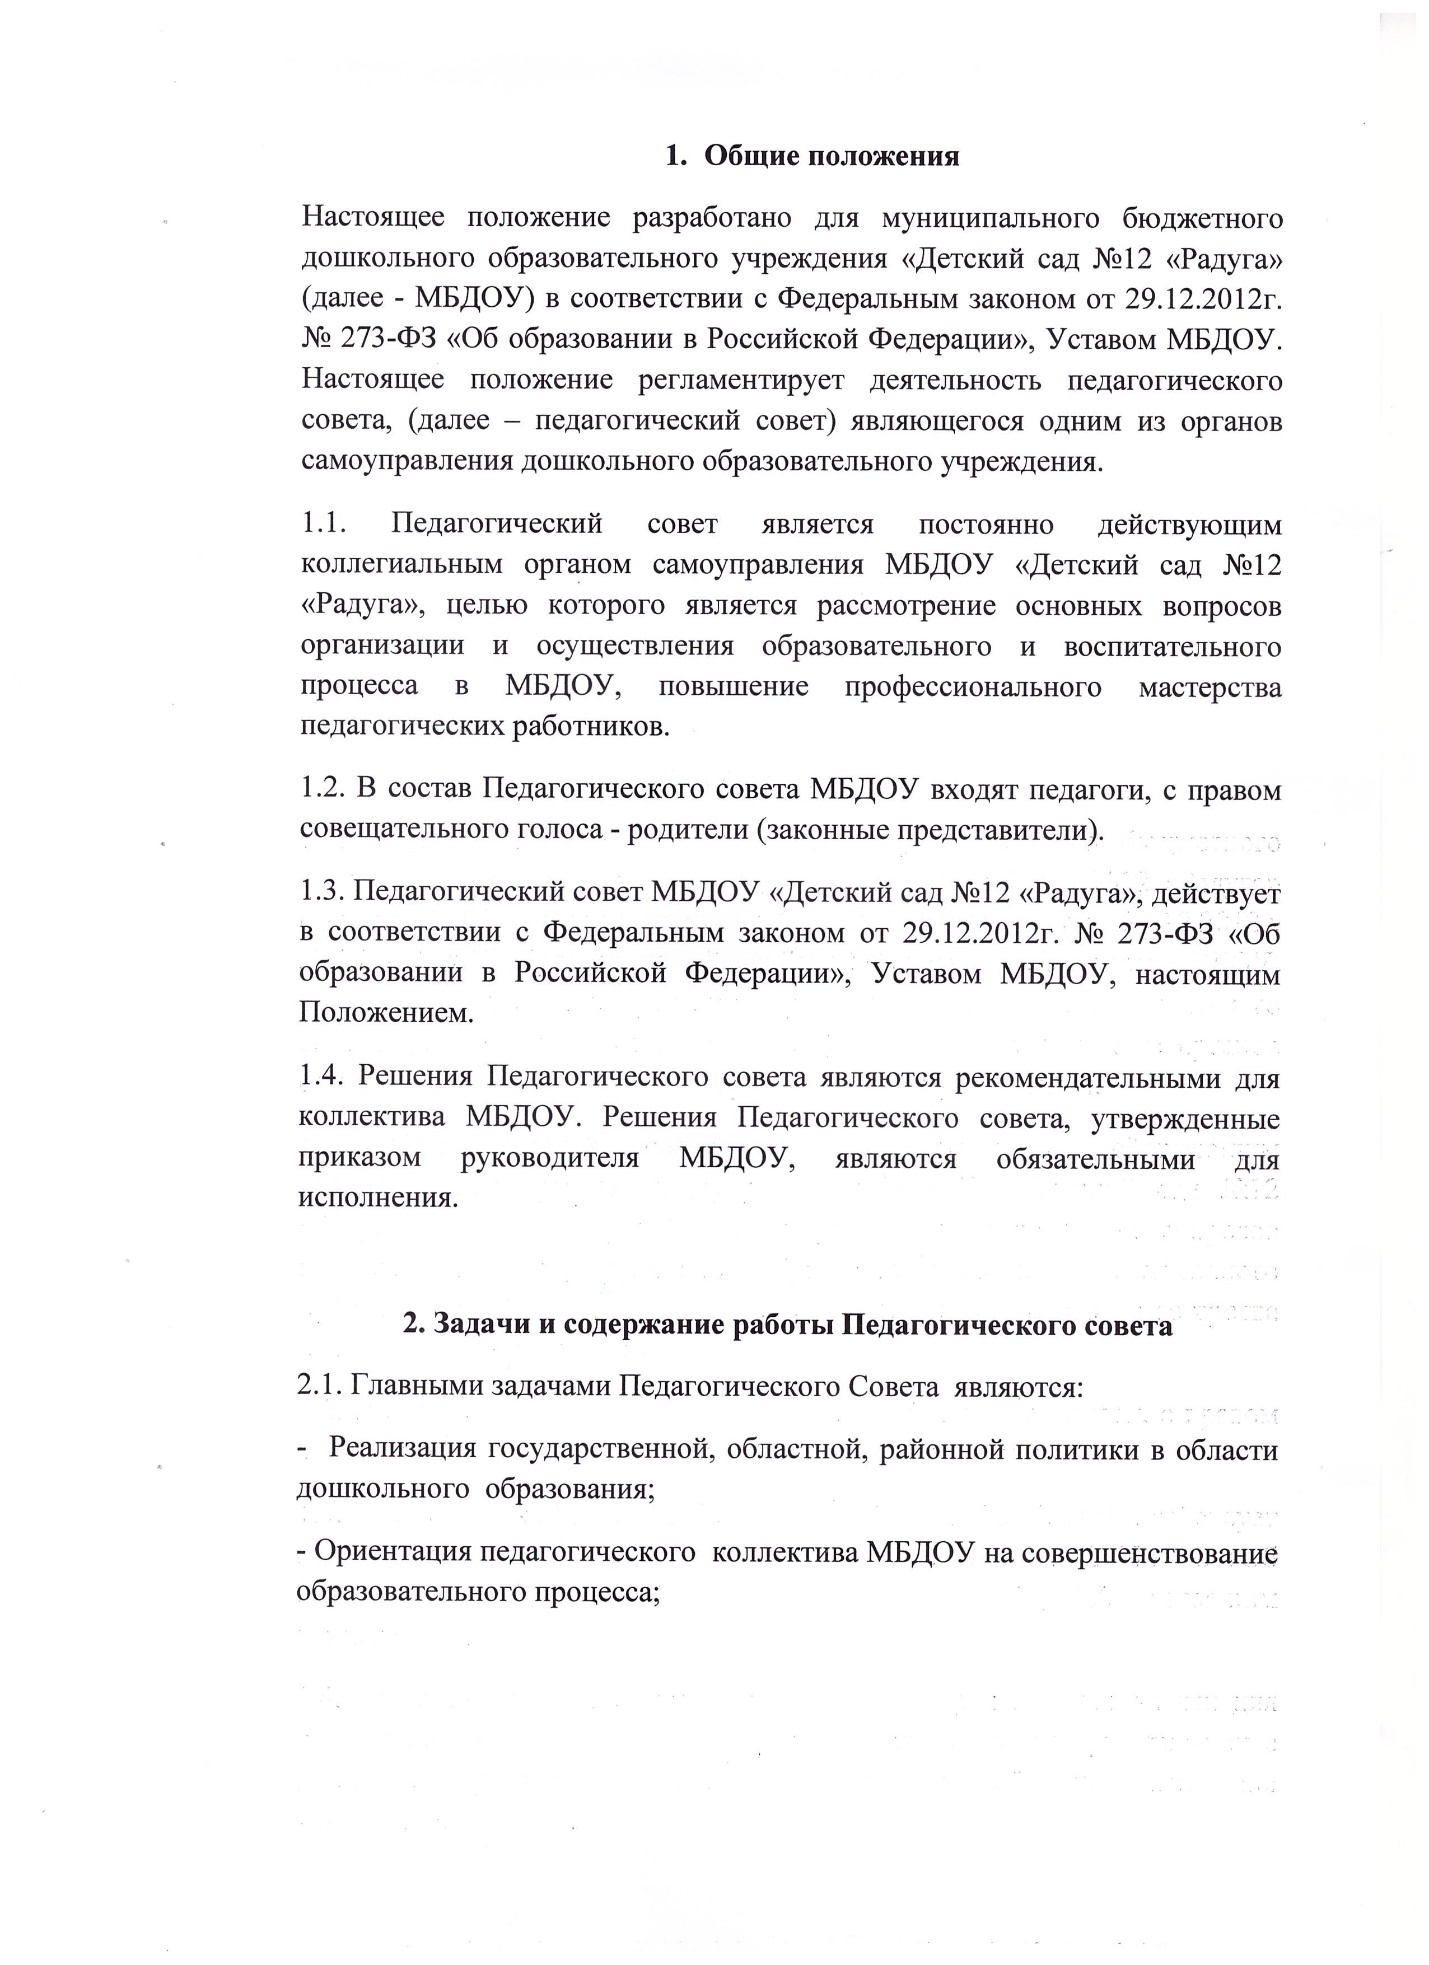 1. Общие положения
Настоящее положение разработано для муниципального бюджетного
дошкольного образовательного учреждения «Детский сад №12 «Радуга»
(далее - МБДОУ) в соответствии с Федеральным законом от 29.12.2012г.
№ 273-ФЗ «Об образовании в Российской Федерации», Уставом МБДОУ.
Настоящее положение регламентирует деятельность педагогического
совета, (далее – педагогический совет) являющегося одним из органов
самоуправления дошкольного образовательного учреждения.
1.1. Педагогический совет является постоянно действующим
коллегиальным органом самоуправления МБДОУ «Детский сад №12
«Радуга», целью которого является рассмотрение основных вопросов
организации и осуществления образовательного и воспитательного
процесса в МБДОУ, повышение профессионального мастерства
педагогических работников.
1.2. В состав Педагогического совета МБДОУ входят педагоги, с правом
совещательного голоса - родители (законные представители).
1.3. Педагогический совет МБДОУ «Детский сад №12 «Радуга», действует
в соответствии с Федеральным законом от 29.12.2012г. № 273-ФЗ «Об
образовании в Российской Федерации», Уставом МБДОУ, настоящим
Положением.
1.4. Решения Педагогического совета являются рекомендательными для
коллектива МБДОУ. Решения Педагогического совета, утвержденные
приказом руководителя МБДОУ, являются обязательными для
исполнения.
2. Задачи и содержание работы Педагогического совета
2.1. Главными задачами Педагогического Совета являются:
- Реализация государственной, областной, районной политики в области
дошкольного образования;
- Ориентация педагогического коллектива МБДОУ на совершенствование
образовательного процесса;